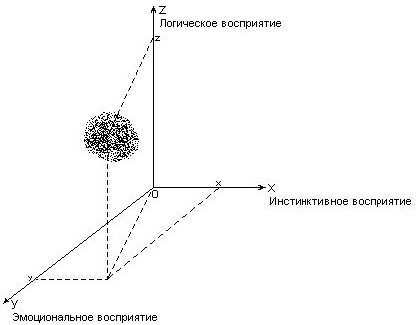 Z
Логическое восприятие
z
x
O
X
Инстинктивное восприятие
y
y
Эмоциональное восприятие